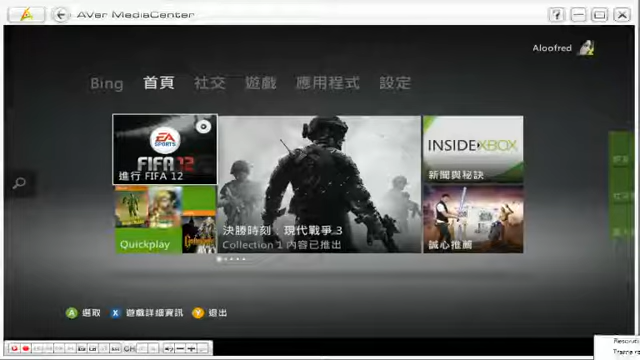 AVer MediaCenter
Aloofred
Bing 首頁 社交 遊戲 應用程式 設定
EA
SPORTS
FIFA 12
進行 FIFA 12
INSIDE XBOX
新聞與秘訣
Quickplay
決勝時刻 現代戰爭 3
Collection 1 內容已推出
誠心推薦
A 選取 X 遊戲詳細資訊 Y 退出